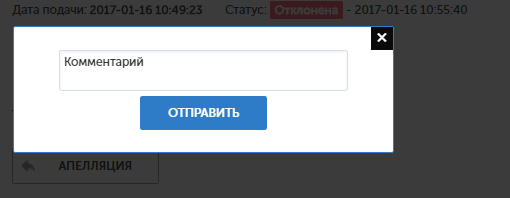 Дата подачи: 2017-01-16 10:49:23 Статус: Отклонена - 2017-01-16 10:55:40
Комментарий
ОТПРАВИТЬ
АПЕЛЛЯЦИЯ